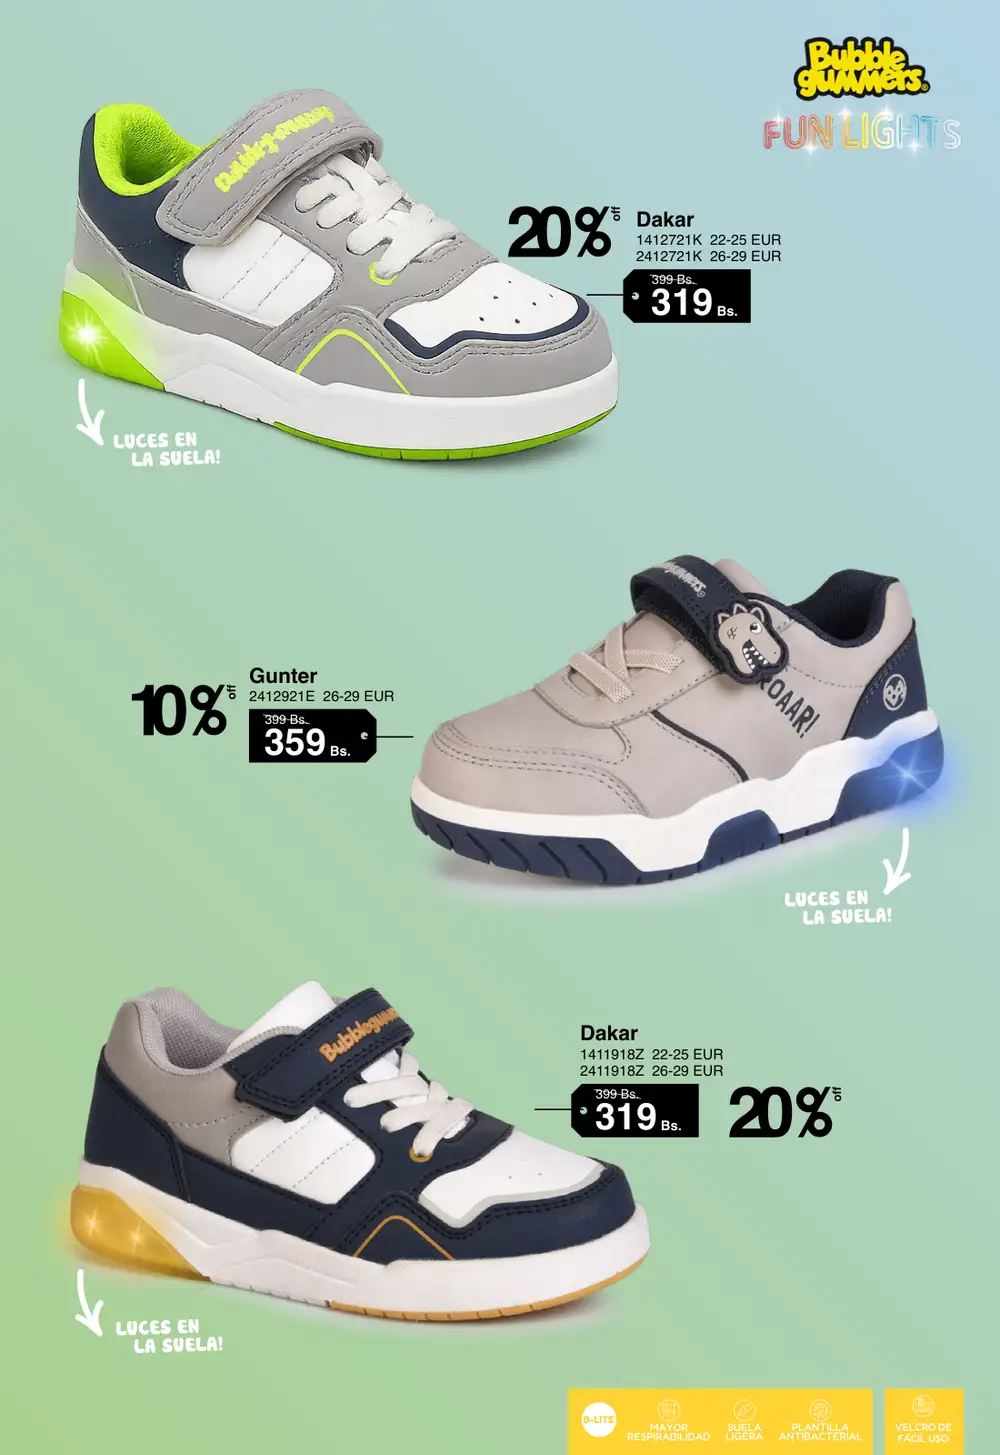 Bubble
gummers®
FUN LIGHTS
20% off
Dakar
1412721K 22-25 EUR
2412721K 26-29 EUR
399 Bs.
319 Bs.
LUCES EN
LA SUELA!
Gunter
2412921E 26-29 EUR
10% off
399 Bs.
359 Bs.
ROAAR!
LUCES EN
LA SUELA!
Bubblegumm
Dakar
1411918Z 22-25 EUR
2411918Z 26-29 EUR
399 Bs.
319 Bs.
20% off
LUCES EN
LA SUELA!
B-LITE
MAYOR
RESPIRABILIDAD
SUELA
LIGERA
PLANTILLA
ANTIBACTERIAL
VELCRO DE
FÁCIL USO